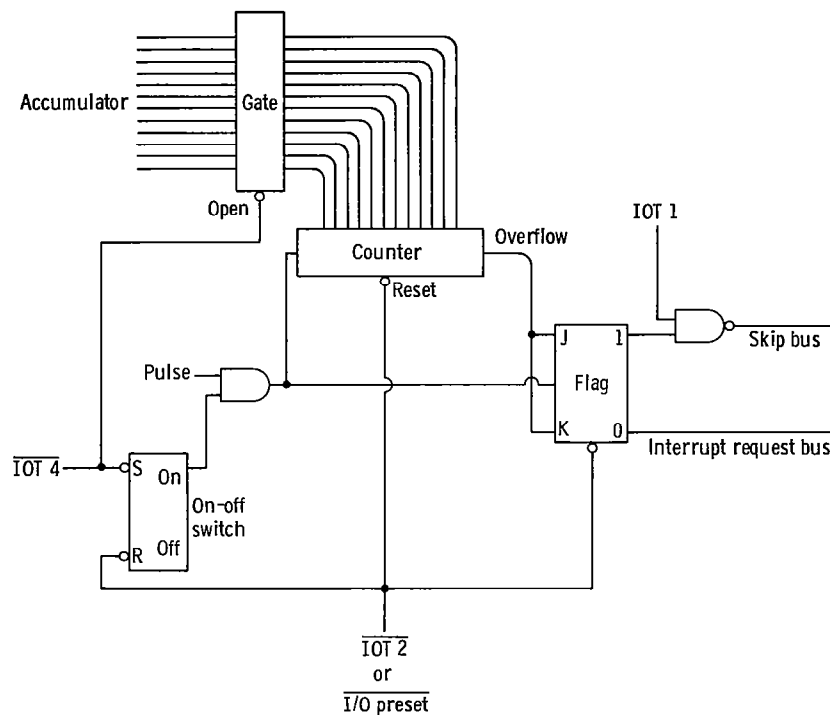 Accumulator
Gate
Open
IOT 1
Overflow
Counter
Reset
J 1
Skip bus
Pulse
Flag
K 0
Interrupt request bus
IOT 4
S On
On-off
switch
R Off
IOT 2
or
I/O preset